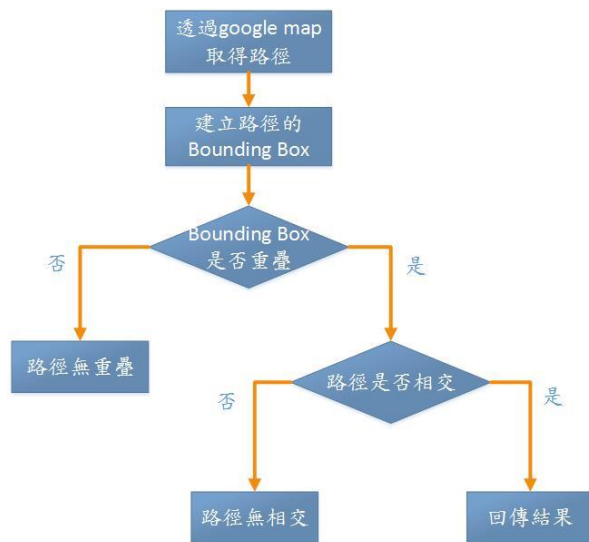 透過google map
取得路徑
建立路徑的
Bounding Box
Bounding Box
是否重疊
否
是
路徑無重疊
路徑是否相交
否
是
路徑無相交
回傳結果